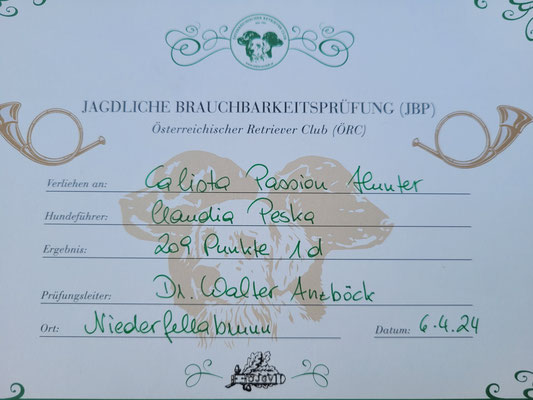 JAGDLICHE BRAUCHBARKEITSPRÜFUNG (JBP)
Österreichischer Retriever Club (ÖRC)
Verliehen an: Calista Passion Hunter
Hundeführer: Claudia Peska
Ergebnis: 209 Punkte 1d
Prüfungsleiter: Dr. Walter Anzböck
Ort: Niederfellabrunn Datum: 6.4.24